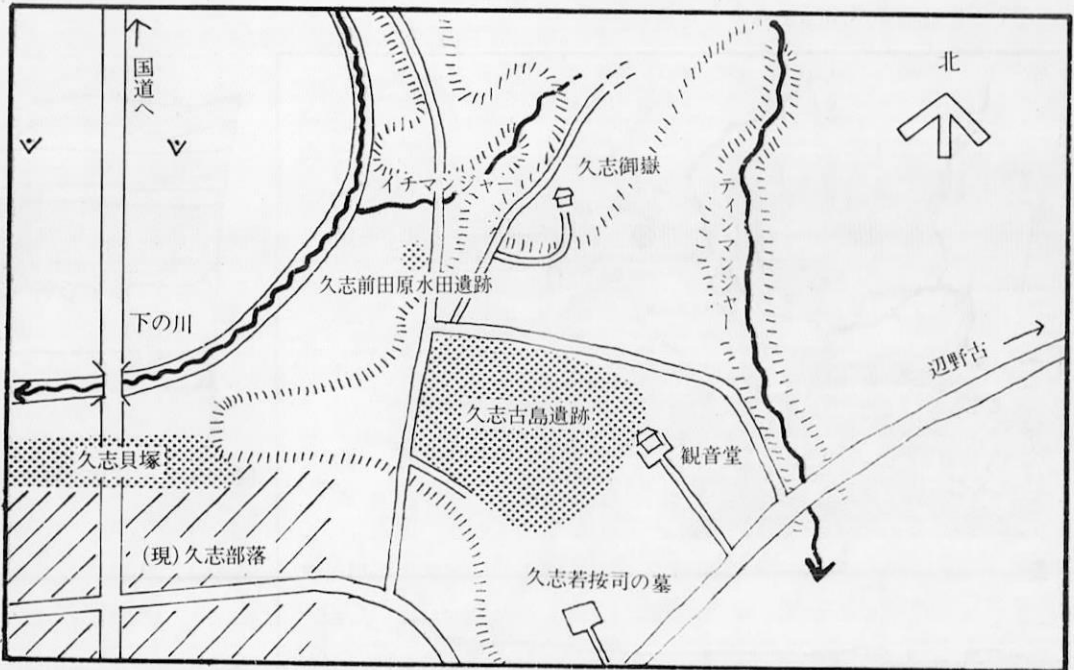 国道へ
北
久志御嶽
イチマンジャー
ティマンジャー
久志前田原水田遺跡
下の川
辺野古
久志古島遺跡
観音堂
久志貝塚
(現)久志部落
久志若按司の墓